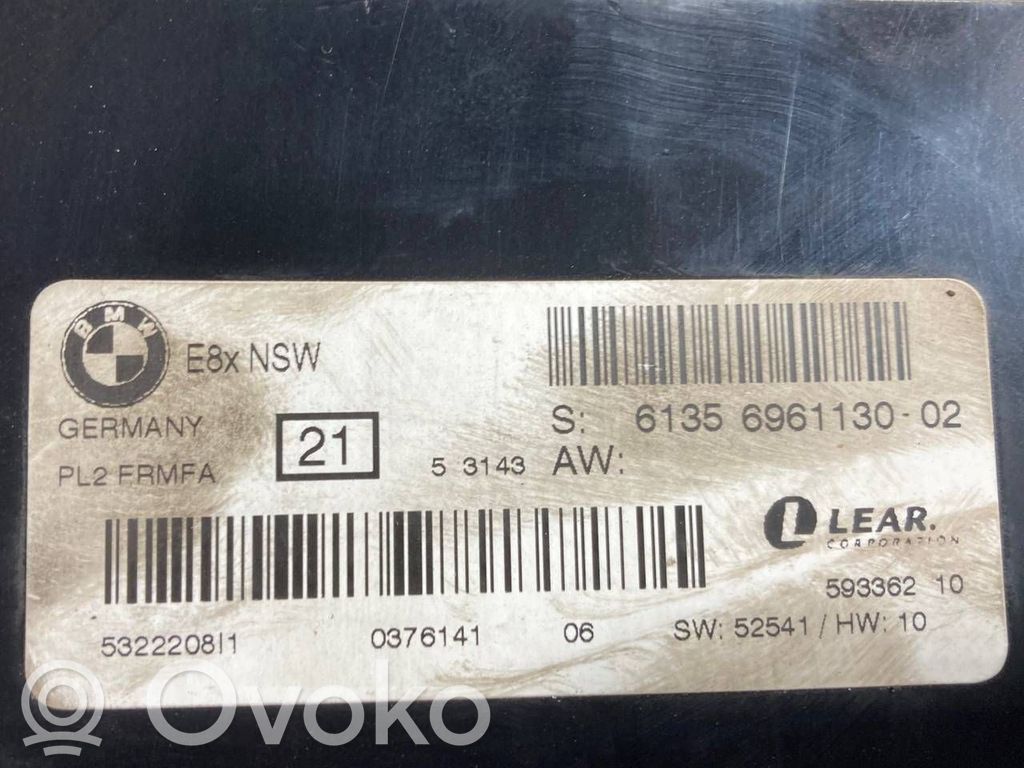 BMW
E8x NSW
GERMANY
21
PL2 FRMFA
5 3143
S: 6135 6961130-02
AW:
LEAR.
CORPORATION
593362 10
5322208I1 0376141 06 SW: 52541 / HW: 10
Ovoko